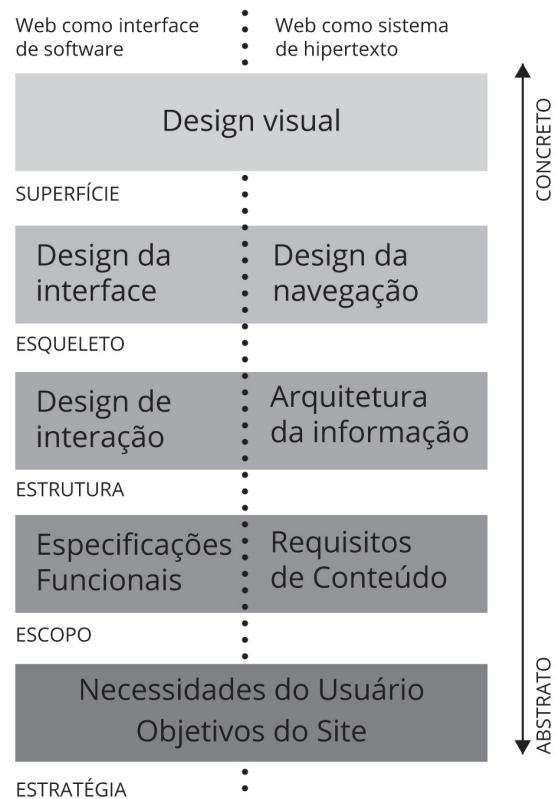 Web como interface
de software
Web como sistema
de hipertexto
Design visual
SUPERFÍCIE
Design da
interface
Design da
navegação
ESQUELETO
Design de
interação
Arquitetura
da informação
ESTRUTURA
Especificações
Funcionais
Requisitos
de Conteúdo
ESCOPO
Necessidades do Usuário
Objetivos do Site
ESTRATÉGIA
CONCRETO
ABSTRATO